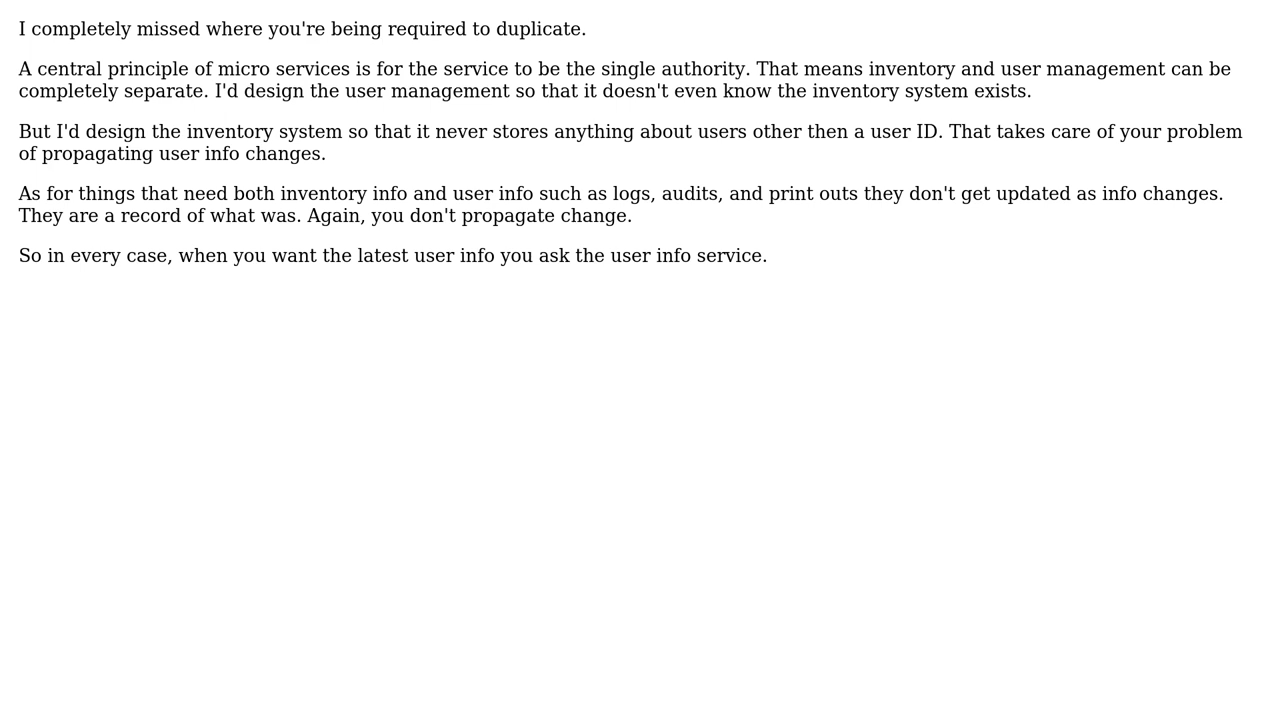 I completely missed where you're being required to duplicate.
A central principle of micro services is for the service to be the single authority. That means inventory and user management can be
completely separate. I'd design the user management so that it doesn't even know the inventory system exists.
But I'd design the inventory system so that it never stores anything about users other then a user ID. That takes care of your problem
of propagating user info changes.
As for things that need both inventory info and user info such as logs, audits, and print outs they don't get updated as info changes.
They are a record of what was. Again, you don't propagate change.
So in every case, when you want the latest user info you ask the user info service.